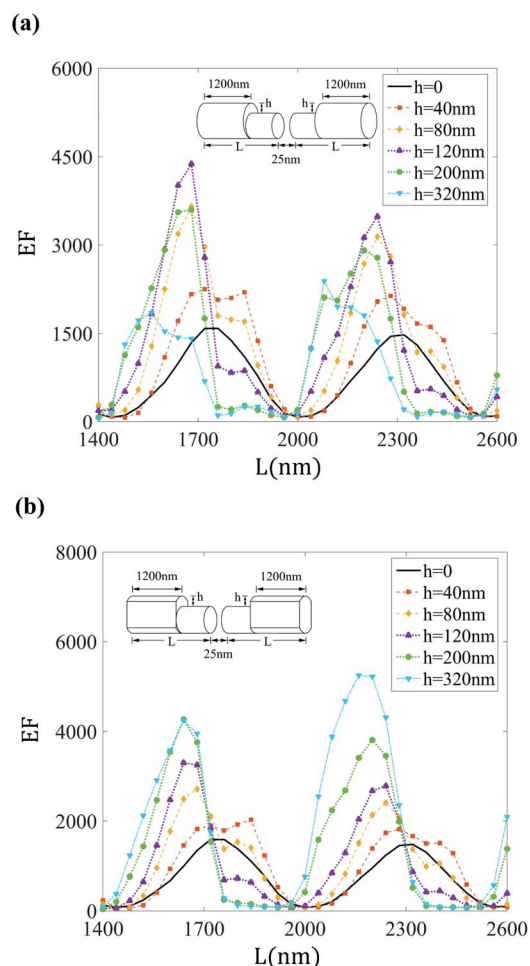 (a)
6000
4500
3000
1500
0
EF
1400 1700 2000 2300 2600
L(nm)
1200nm h h 1200nm
L 25nm L
h=0
h=40nm
h=80nm
h=120nm
h=200nm
h=320nm
(b)
8000
6000
4000
2000
0
EF
1400 1700 2000 2300 2600
L(nm)
1200nm h h 1200nm
L 25nm L
h=0
h=40nm
h=80nm
h=120nm
h=200nm
h=320nm